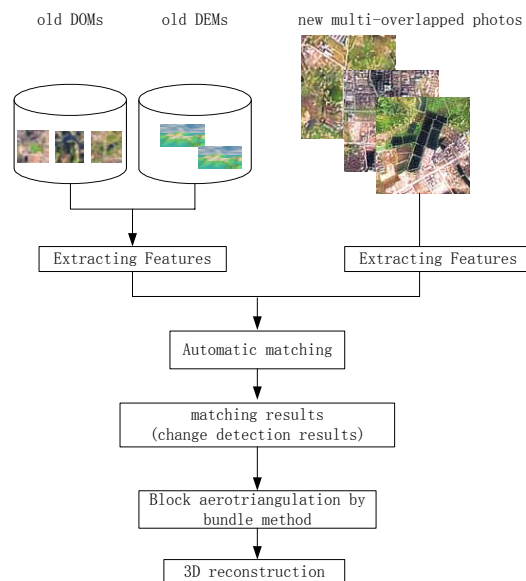 old DOMs
old DEMs
new multi-overlapped photos
Extracting Features
Extracting Features
Automatic matching
matching results
(change detection results)
Block aerotriangulation by
bundle method
3D reconstruction